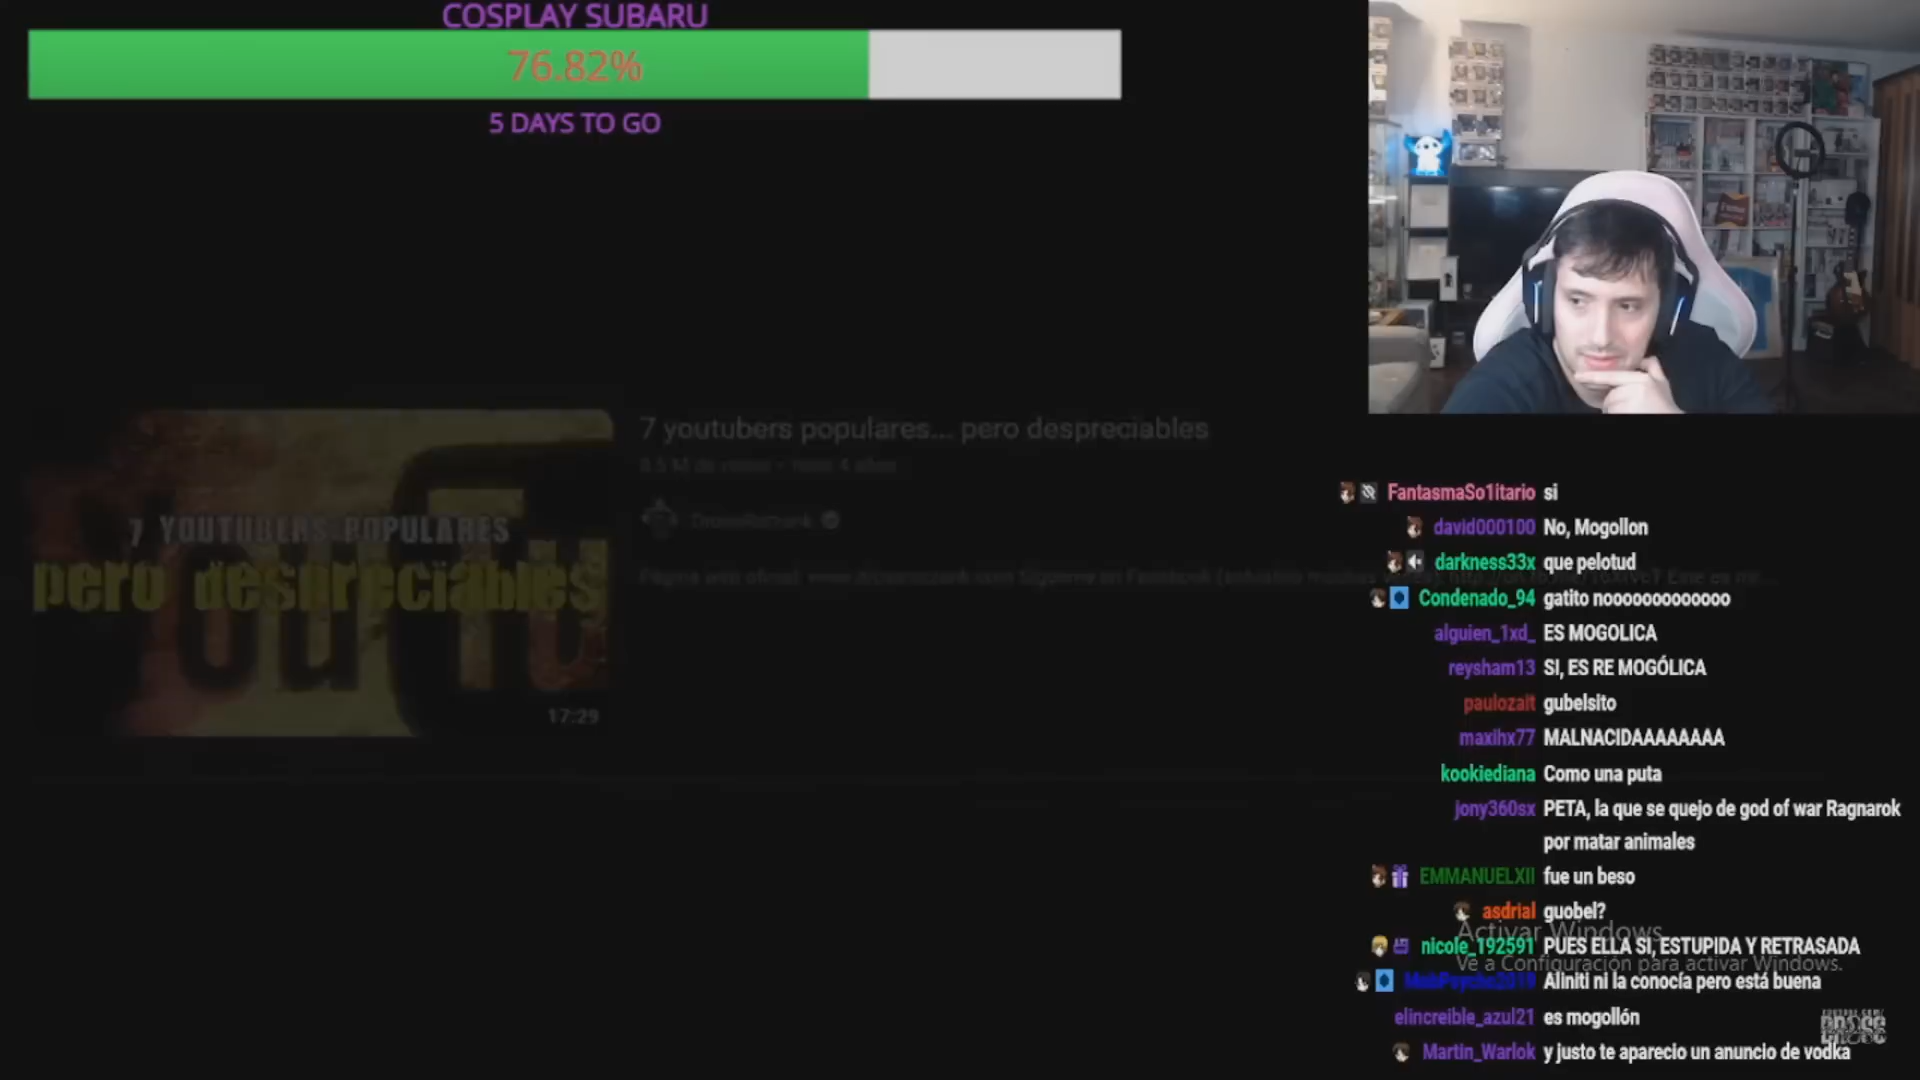 COSPLAY SUBARU
76.82%
5 DAYS TO GO
7 youtubers populares... pero despreciables
7 YOUTUBERS POPULARES
pero despreciables
17:29
FantasmaSo1itario si
david000100 No, Mogollon
darkness33x que pelotud
Condenado_94 gatito nooooooooooooo
alguien_1xd_ ES MOGOLICA
reysham13 SI, ES RE MOGÓLICA
paulozait gubelsito
maxihx77 MALNACIDAAAAAAAA
kookiediana Como una puta
jony360sx PETA, la que se quejo de god of war Ragnarok
por matar animales
EMMANUELXII fue un beso
asdrial guobel?
Activar Windows
nicole_192591 PUES ELLA SI, ESTUPIDA Y RETRASADA
Ve a Configuración para activar Windows.
Aliniti ni la conocía pero está buena
elincreible_azul21 es mogollón
CROSS
Martin_Warlok y justo te aparecio un anuncio de vodka